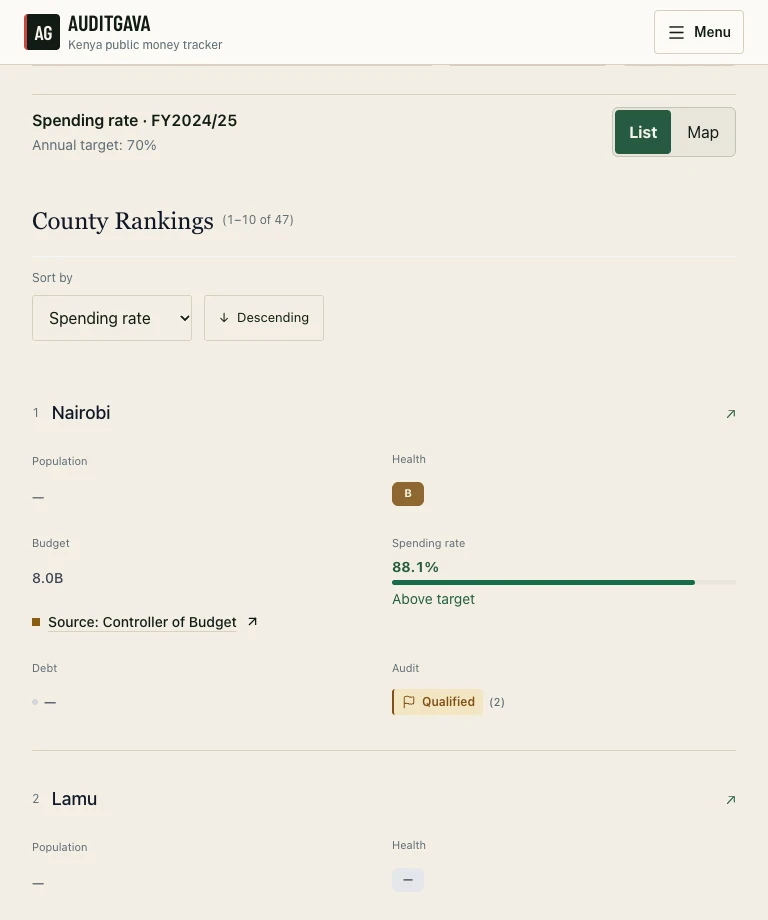 AG
AUDITGAVA
Kenya public money tracker
Menu
Spending rate · FY2024/25
Annual target: 70%
List
Map
County Rankings (1–10 of 47)
Sort by
Spending rate
↓ Descending
1 Nairobi ↗
Population
—
Health
B
Budget
8.0B
Source: Controller of Budget ↗
Spending rate
88.1%
Above target
Debt
—
Audit
Qualified (2)
2 Lamu ↗
Population
—
Health
—